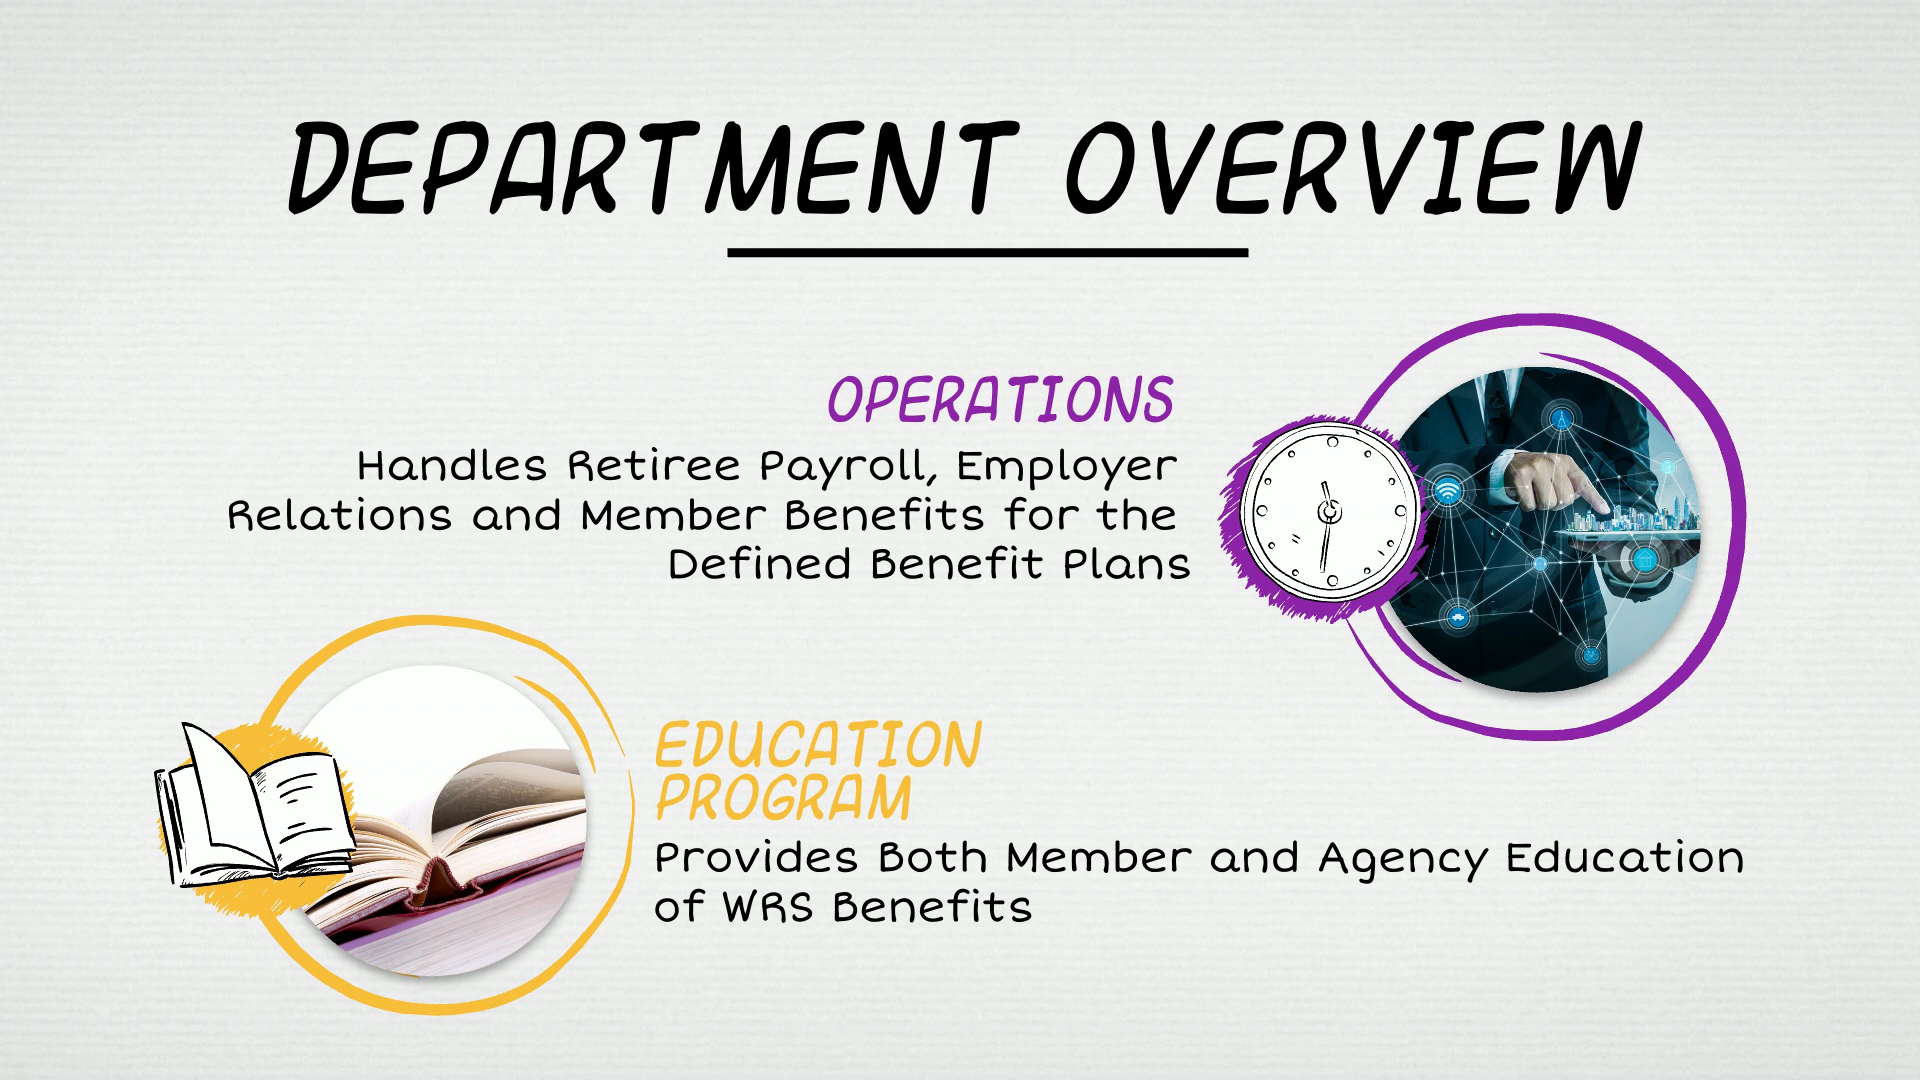 DEPARTMENT OVERVIEW
OPERATIONS
Handles Retiree Payroll, Employer
Relations and Member Benefits for the
Defined Benefit Plans
EDUCATION
PROGRAM
Provides Both Member and Agency Education
of WRS Benefits